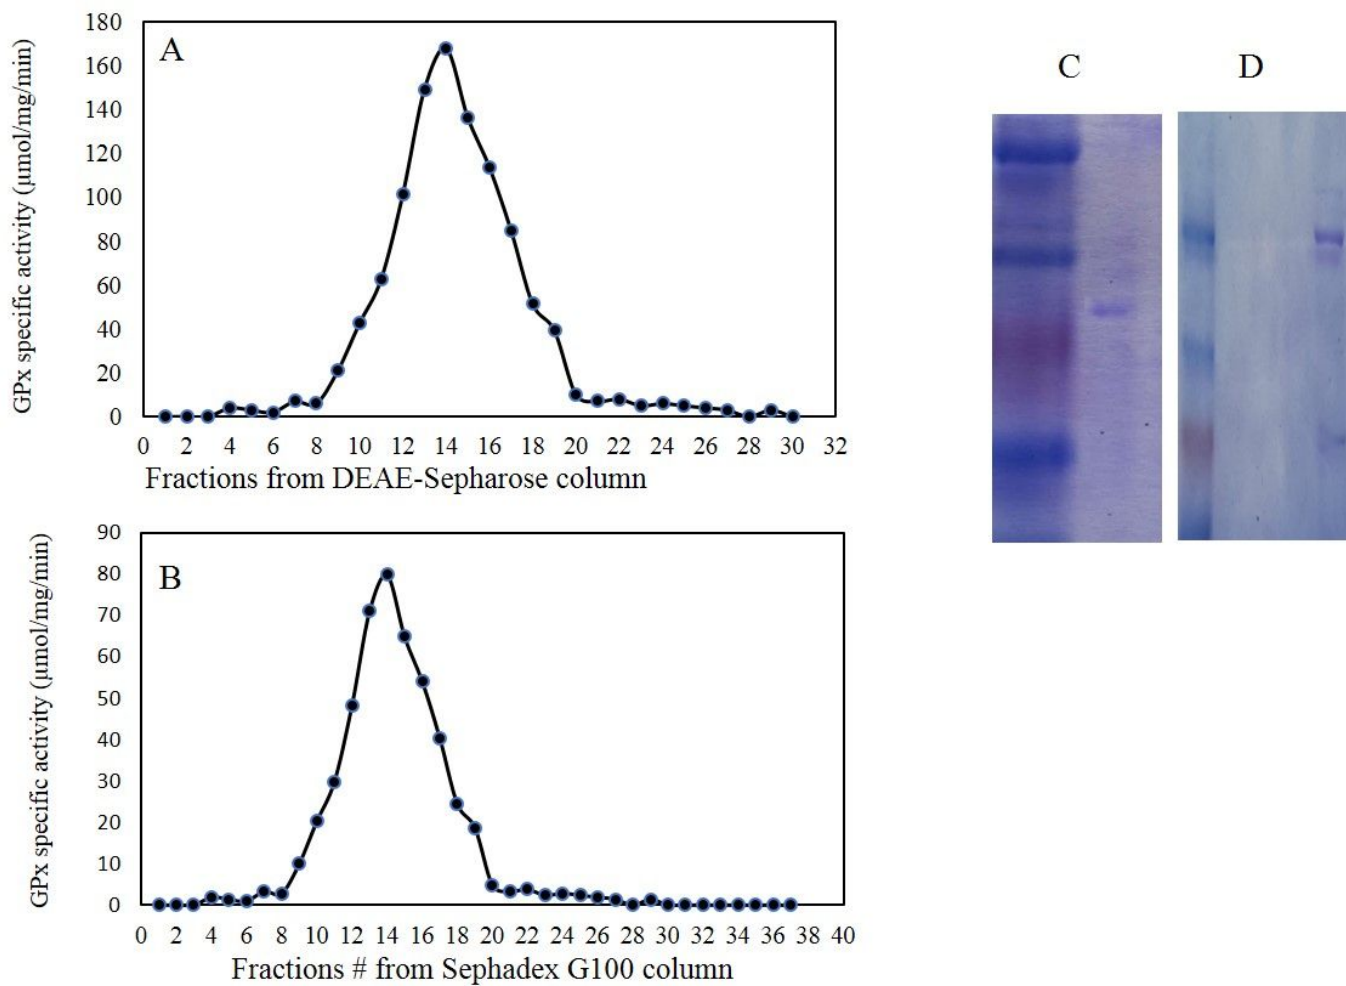 A
GPx specific activity (µmol/mg/min)
180
160
140
120
100
80
60
40
20
0
0 2 4 6 8 10 12 14 16 18 20 22 24 26 28 30 32
Fractions from DEAE-Sepharose column
B
GPx specific activity (µmol/mg/min)
90
80
70
60
50
40
30
20
10
0
0 2 4 6 8 10 12 14 16 18 20 22 24 26 28 30 32 34 36 38 40
Fractions # from Sephadex G100 column
C
D